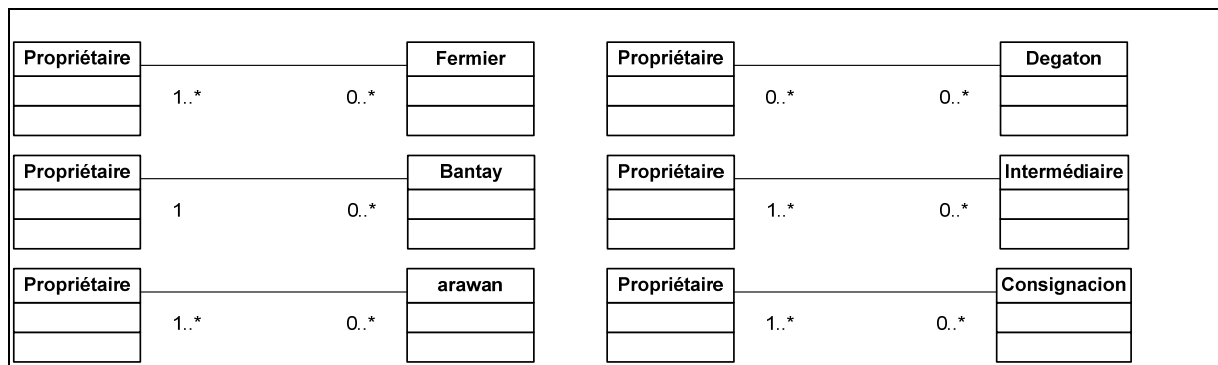 Propriétaire Fermier
1..* 0..*
Propriétaire Degaton
0..* 0..*
Propriétaire Bantay
1 0..*
Propriétaire Intermédiaire
1..* 0..*
Propriétaire arawan
1..* 0..*
Propriétaire Consignacion
1..* 0..*